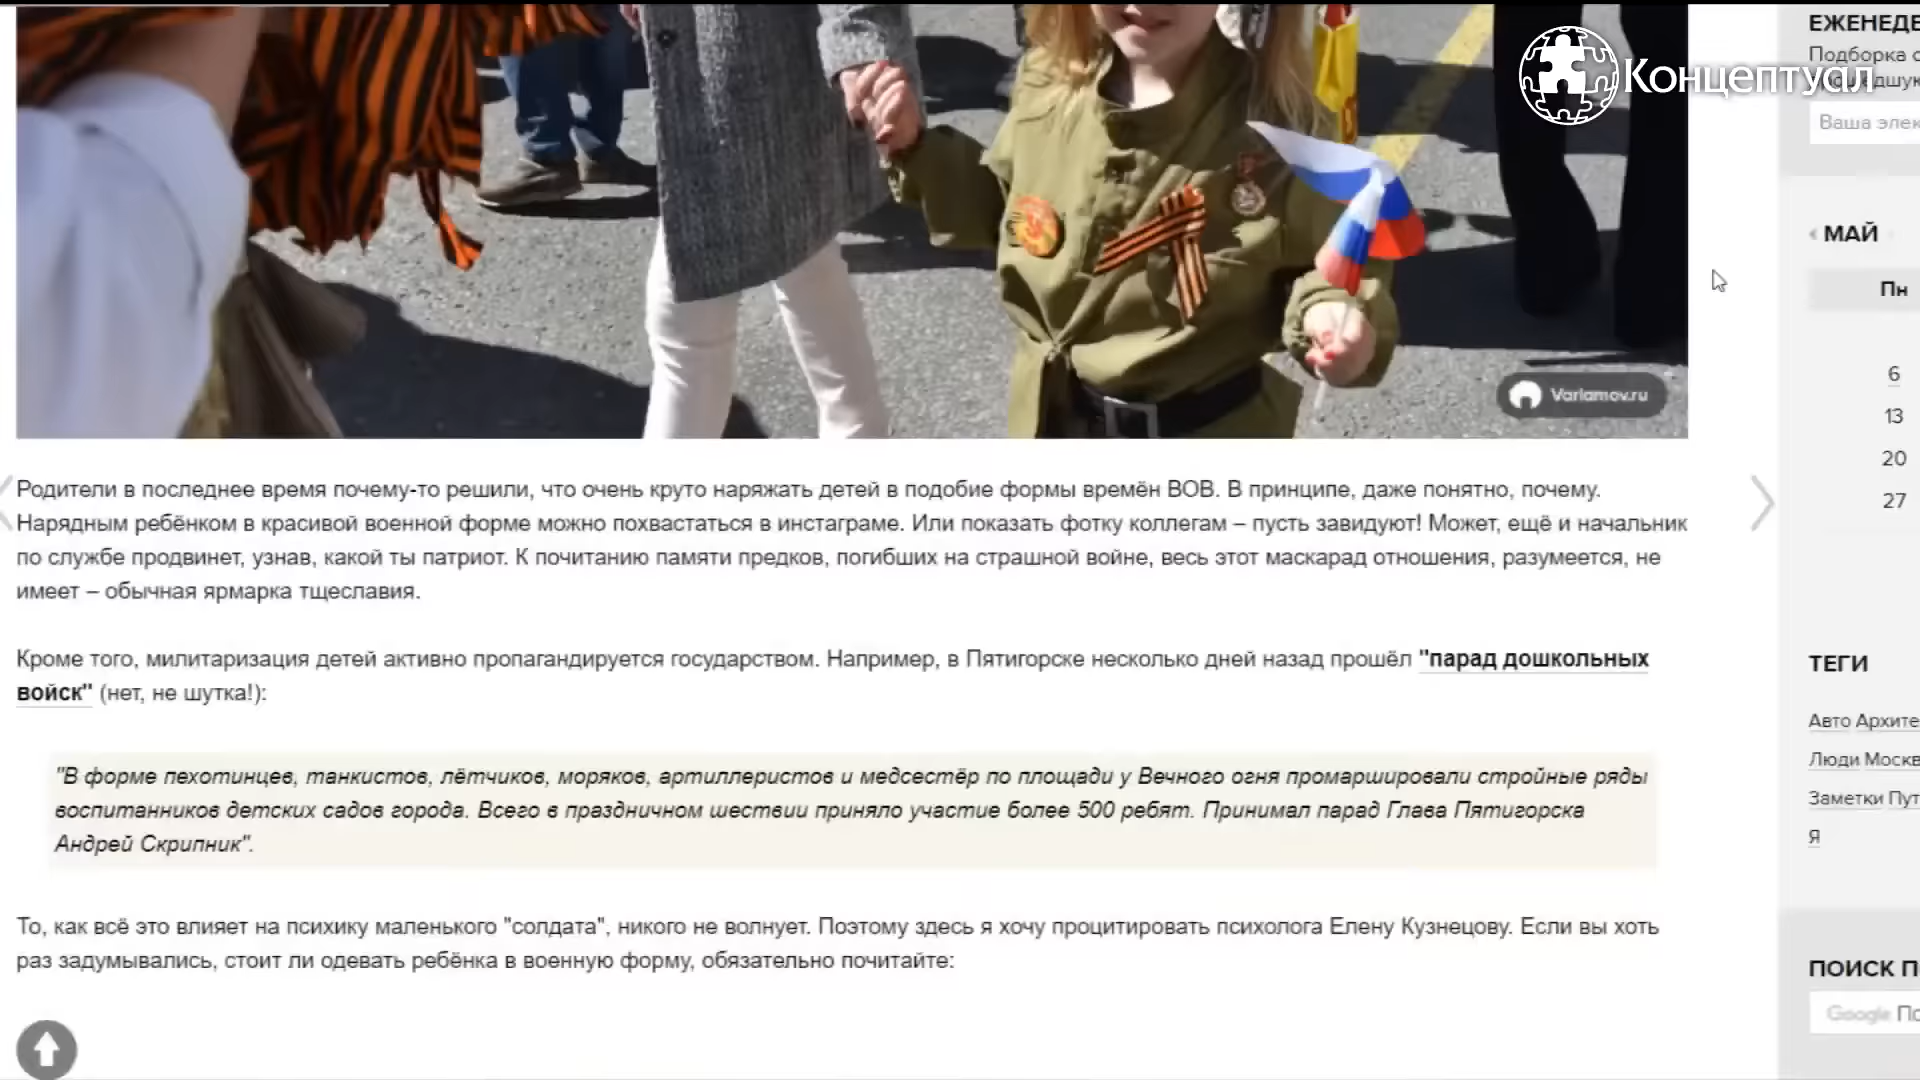 ЕЖЕНЕДЕ
Подборка с
Концептуал
Ваша элек
МАЙ
Пн
6
13
20
27
Varlamov.ru
Родители в последнее время почему-то решили, что очень круто наряжать детей в подобие формы времён ВОВ. В принципе, даже понятно, почему.
Нарядным ребёнком в красивой военной форме можно похвастаться в инстаграме. Или показать фотку коллегам – пусть завидуют! Может, ещё и начальник
по службе продвинет, узнав, какой ты патриот. К почитанию памяти предков, погибших на страшной войне, весь этот маскарад отношения, разумеется, не
имеет – обычная ярмарка тщеславия.
Кроме того, милитаризация детей активно пропагандируется государством. Например, в Пятигорске несколько дней назад прошёл "парад дошкольных
войск" (нет, не шутка!):
"В форме пехотинцев, танкистов, лётчиков, моряков, артиллеристов и медсестёр по площади у Вечного огня промаршировали стройные ряды
воспитанников детских садов города. Всего в праздничном шествии приняло участие более 500 ребят. Принимал парад Глава Пятигорска
Андрей Скрипник".
То, как всё это влияет на психику маленького "солдата", никого не волнует. Поэтому здесь я хочу процитировать психолога Елену Кузнецову. Если вы хоть
раз задумывались, стоит ли одевать ребёнка в военную форму, обязательно почитайте:
ТЕГИ
Авто Архите
Люди Москв
Заметки Пут
Я
ПОИСК П
Google По